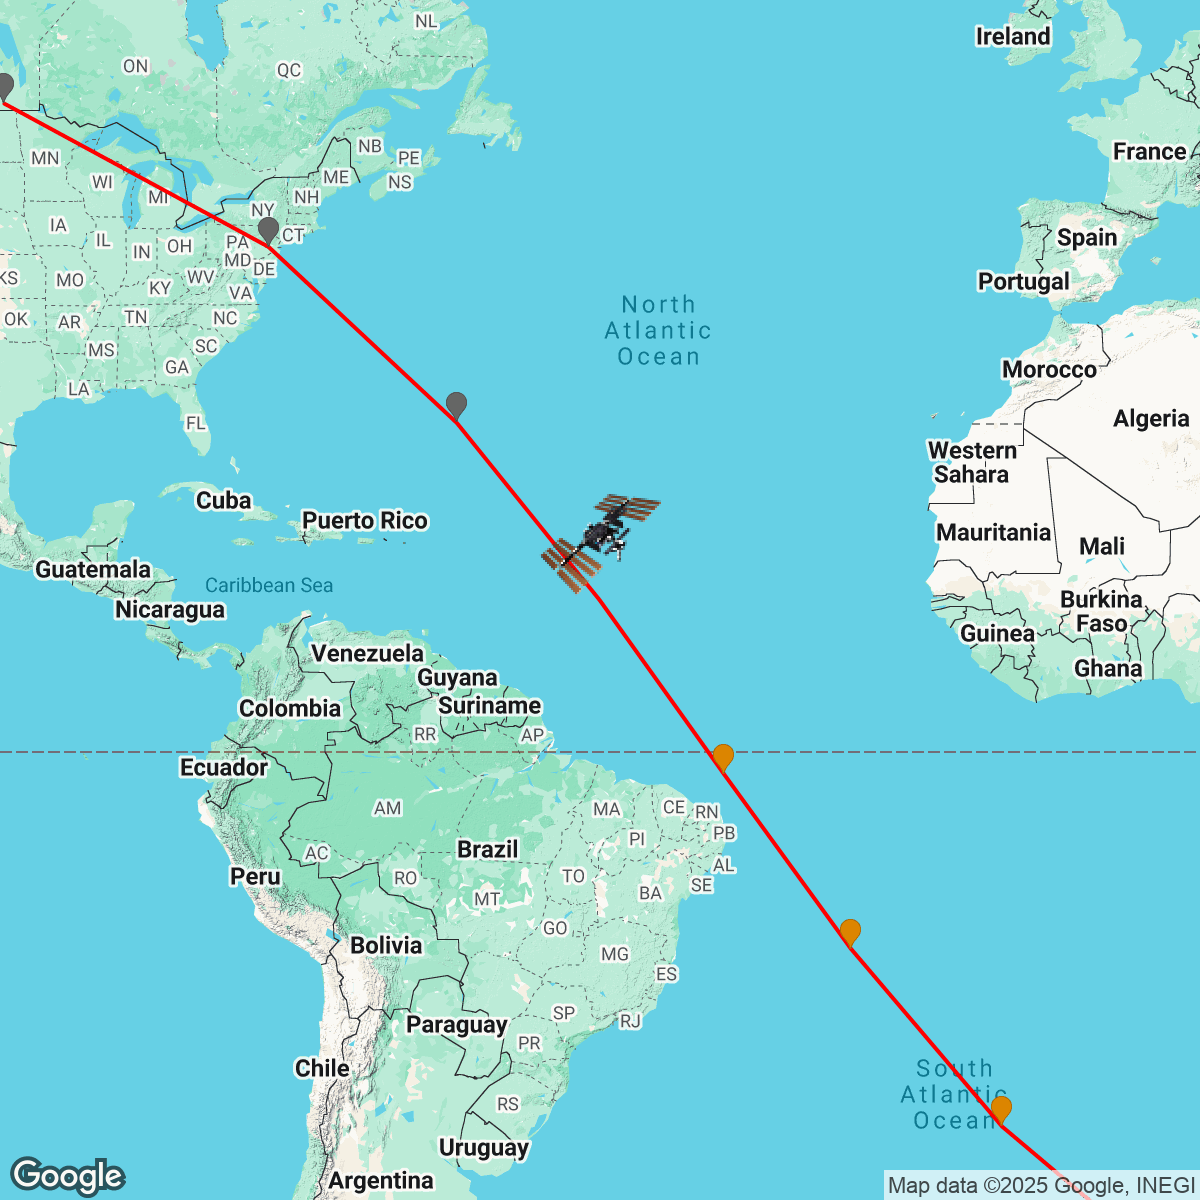 NL
Ireland
ON
QC
France
NB
PE
MN
WI
MI
ME
NS
NH
NY
CT
IA
IL
IN
OH
PA
MD
DE
Spain
Portugal
KS
MO
WV
KY
VA
North
Atlantic
Ocean
OK
AR
TN
NC
MS
SC
GA
Morocco
LA
FL
Algeria
Western
Sahara
Cuba
Puerto Rico
Mauritania
Mali
Guatemala
Caribbean Sea
Nicaragua
Burkina
Faso
Guinea
Ghana
Venezuela
Guyana
Suriname
Colombia
RR
AP
Ecuador
AM
MA
CE
RN
PB
PI
AC
Brazil
AL
Peru
RO
TO
SE
MT
BA
GO
Bolivia
MG
ES
SP
RJ
Paraguay
PR
Chile
South
Atlantic
Ocean
RS
Uruguay
Argentina
Google
Map data ©2025 Google, INEGI